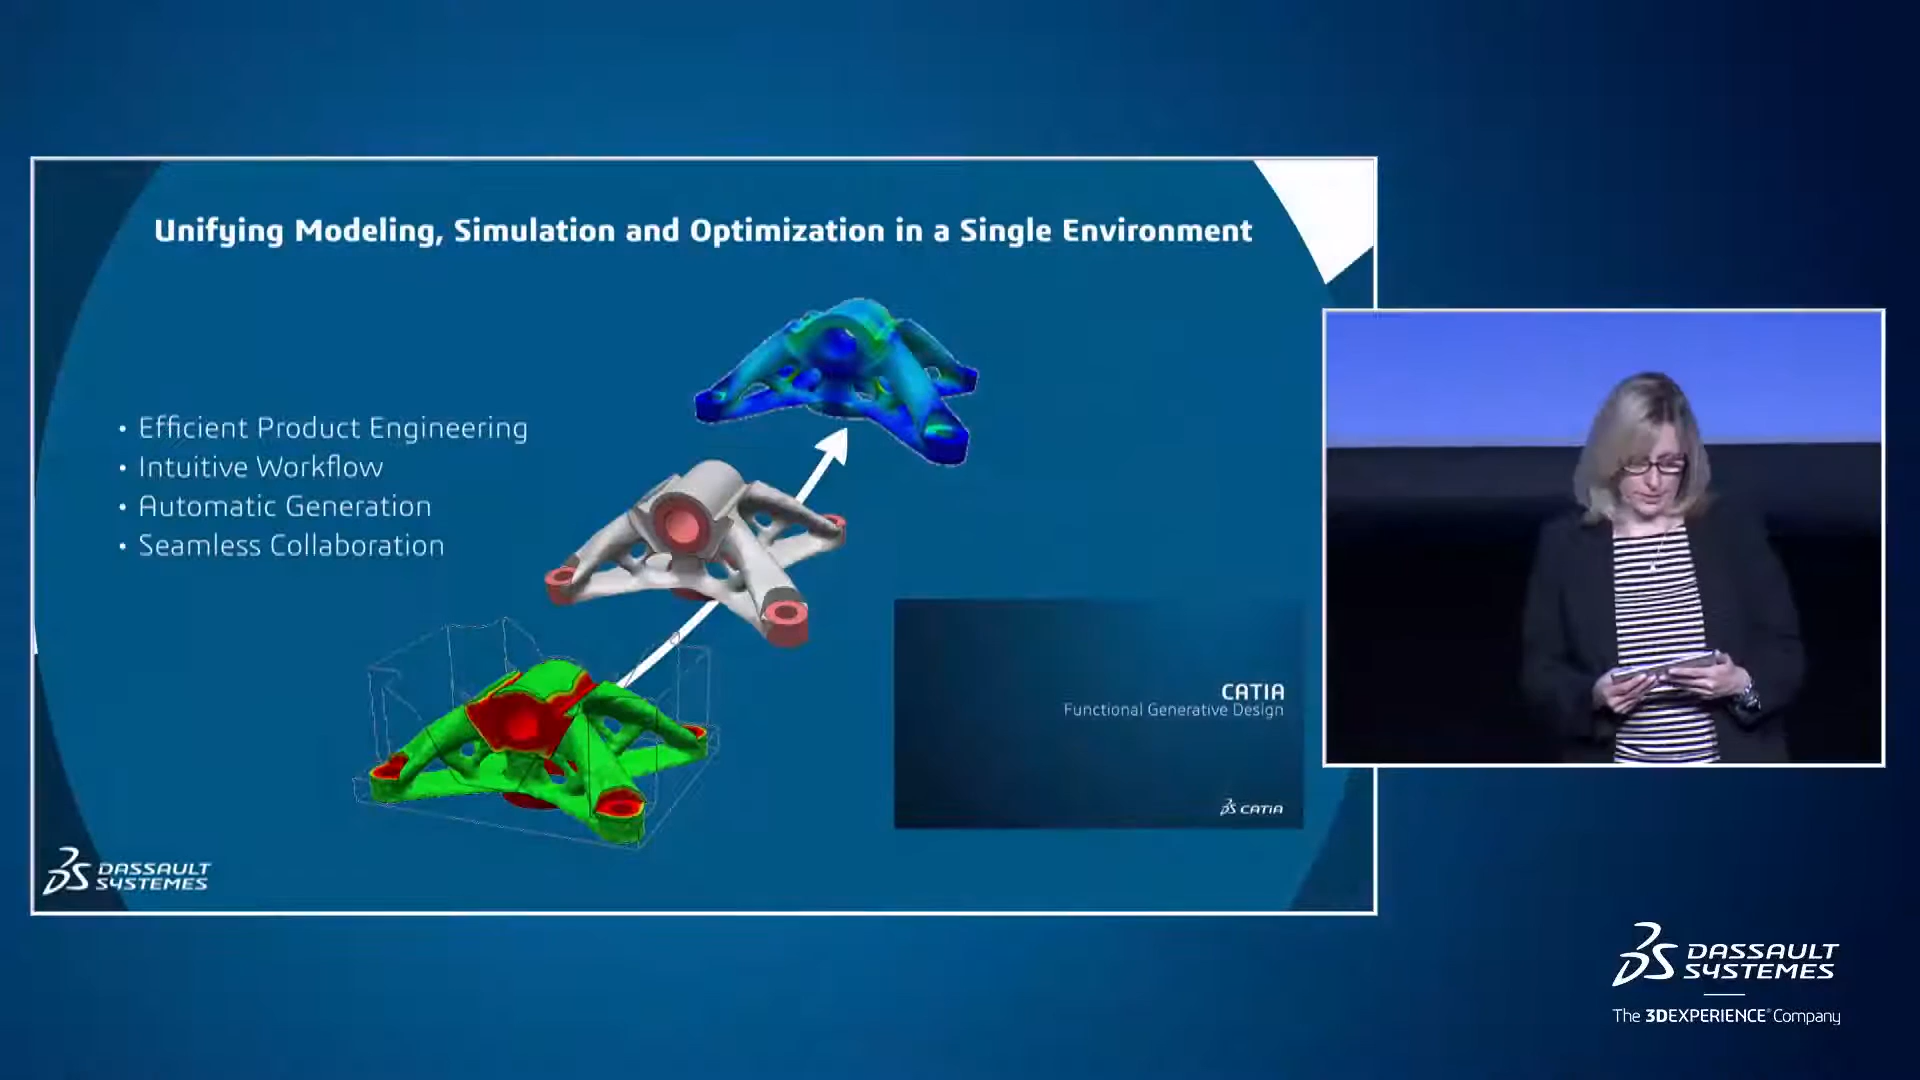 Unifying Modeling, Simulation and Optimization in a Single Environment
• Efficient Product Engineering
• Intuitive Workflow
• Automatic Generation
• Seamless Collaboration
CATIA
Functional Generative Design
CATIA
DASSAULT
SYSTEMES
DASSAULT
SYSTEMES
The 3DEXPERIENCE® Company